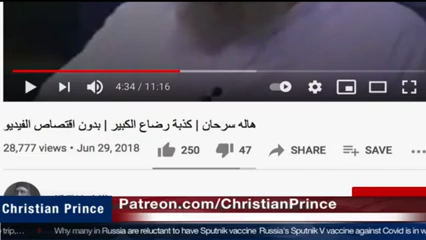 4:34 / 11:16
هاله سرحان | كذبة رضاع الكبير | بدون اقتصاص الفيديو
28,777 views • Jun 29, 2018
250 47 SHARE SAVE
Christian Prince Patreon.com/ChristianPrince
trip,... Why many in Russia are reluctant to have Sputnik vaccine Russia's Sputnik V vaccine against Covid is in w